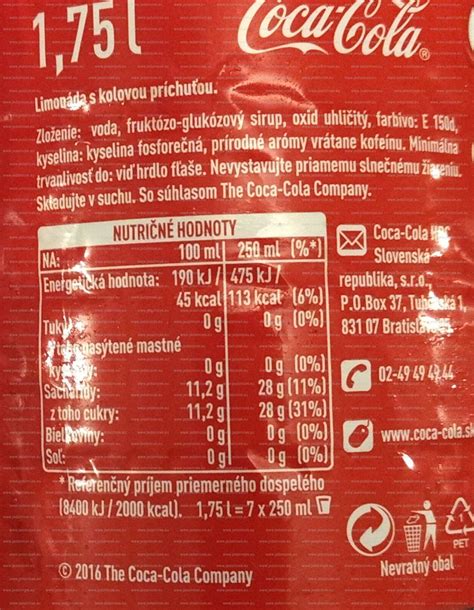 1,75 l
Coca-Cola®
Limonáda s kolovou príchuťou.
Zloženie: voda, fruktózo-glukózový sirup, oxid uhličitý, farbivo: E 150d,
kyselina: kyselina fosforečná, prírodné arómy vrátane kofeínu. Minimálna
trvanlivosť do: viď hrdlo fľaše. Nevystavujte priamemu slnečnému žiareniu.
Skladujte v suchu. So súhlasom The Coca-Cola Company.
NUTRIČNÉ HODNOTY
NA: 100 ml 250 ml (%*)
Energetická hodnota: 190 kJ/ 475 kJ/
45 kcal 113 kcal (6%)
Tuky: 0 g 0 g (0%)
z toho nasýtené mastné
kyseliny: 0 g 0 g (0%)
Sacharidy: 11,2 g 28 g (11%)
z toho cukry: 11,2 g 28 g (31%)
Bielkoviny: 0 g 0 g (0%)
Soľ: 0 g 0 g (0%)
* Referenčný príjem priemerného dospelého
(8400 kJ / 2000 kcal). 1,75 l = 7 x 250 ml
Coca-Cola HBC
Slovenská
republika, s.r.o.,
P.O.Box 37,
831 07 Bratislava
02-49 49 49 44
www.coca-cola.sk
1
PET
Nevratný obal
© 2016 The Coca-Cola Company